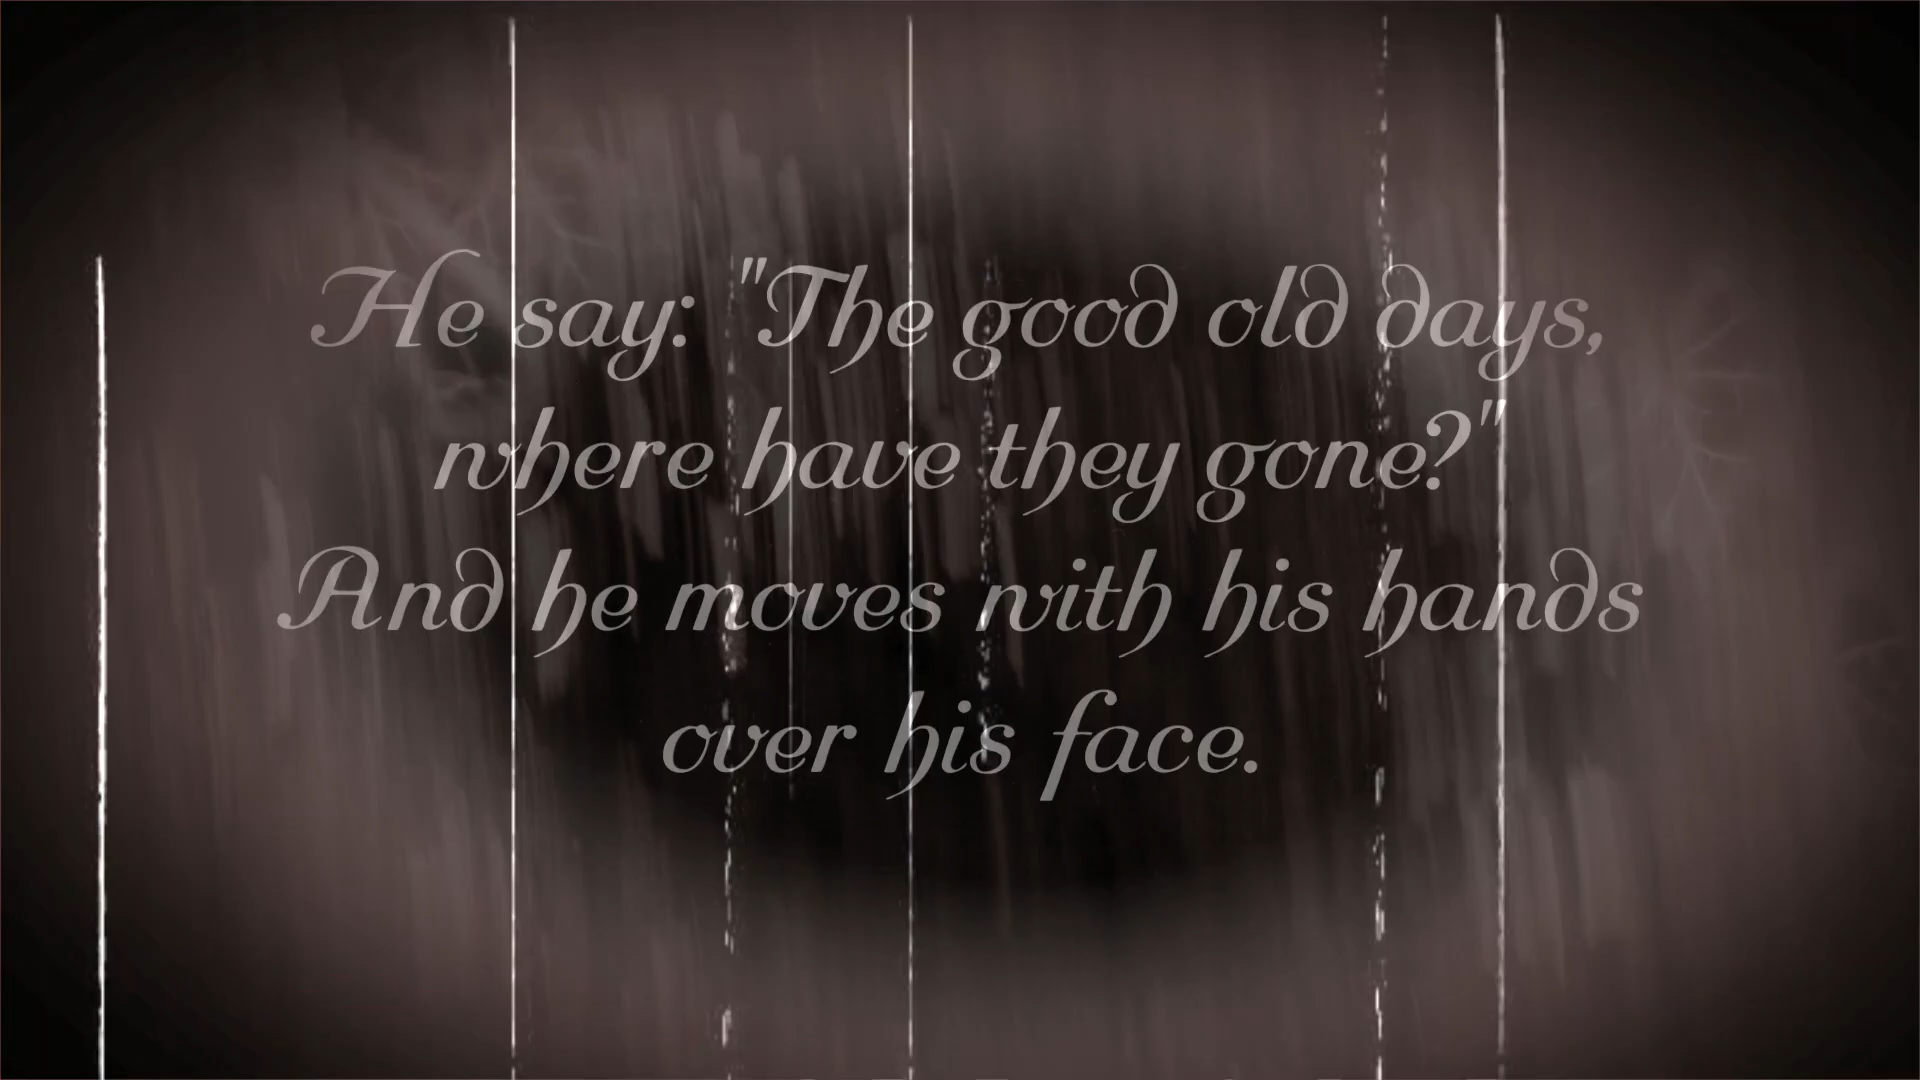 He say: "The good old days,
where have they gone?"
And he moves with his hands
over his face.